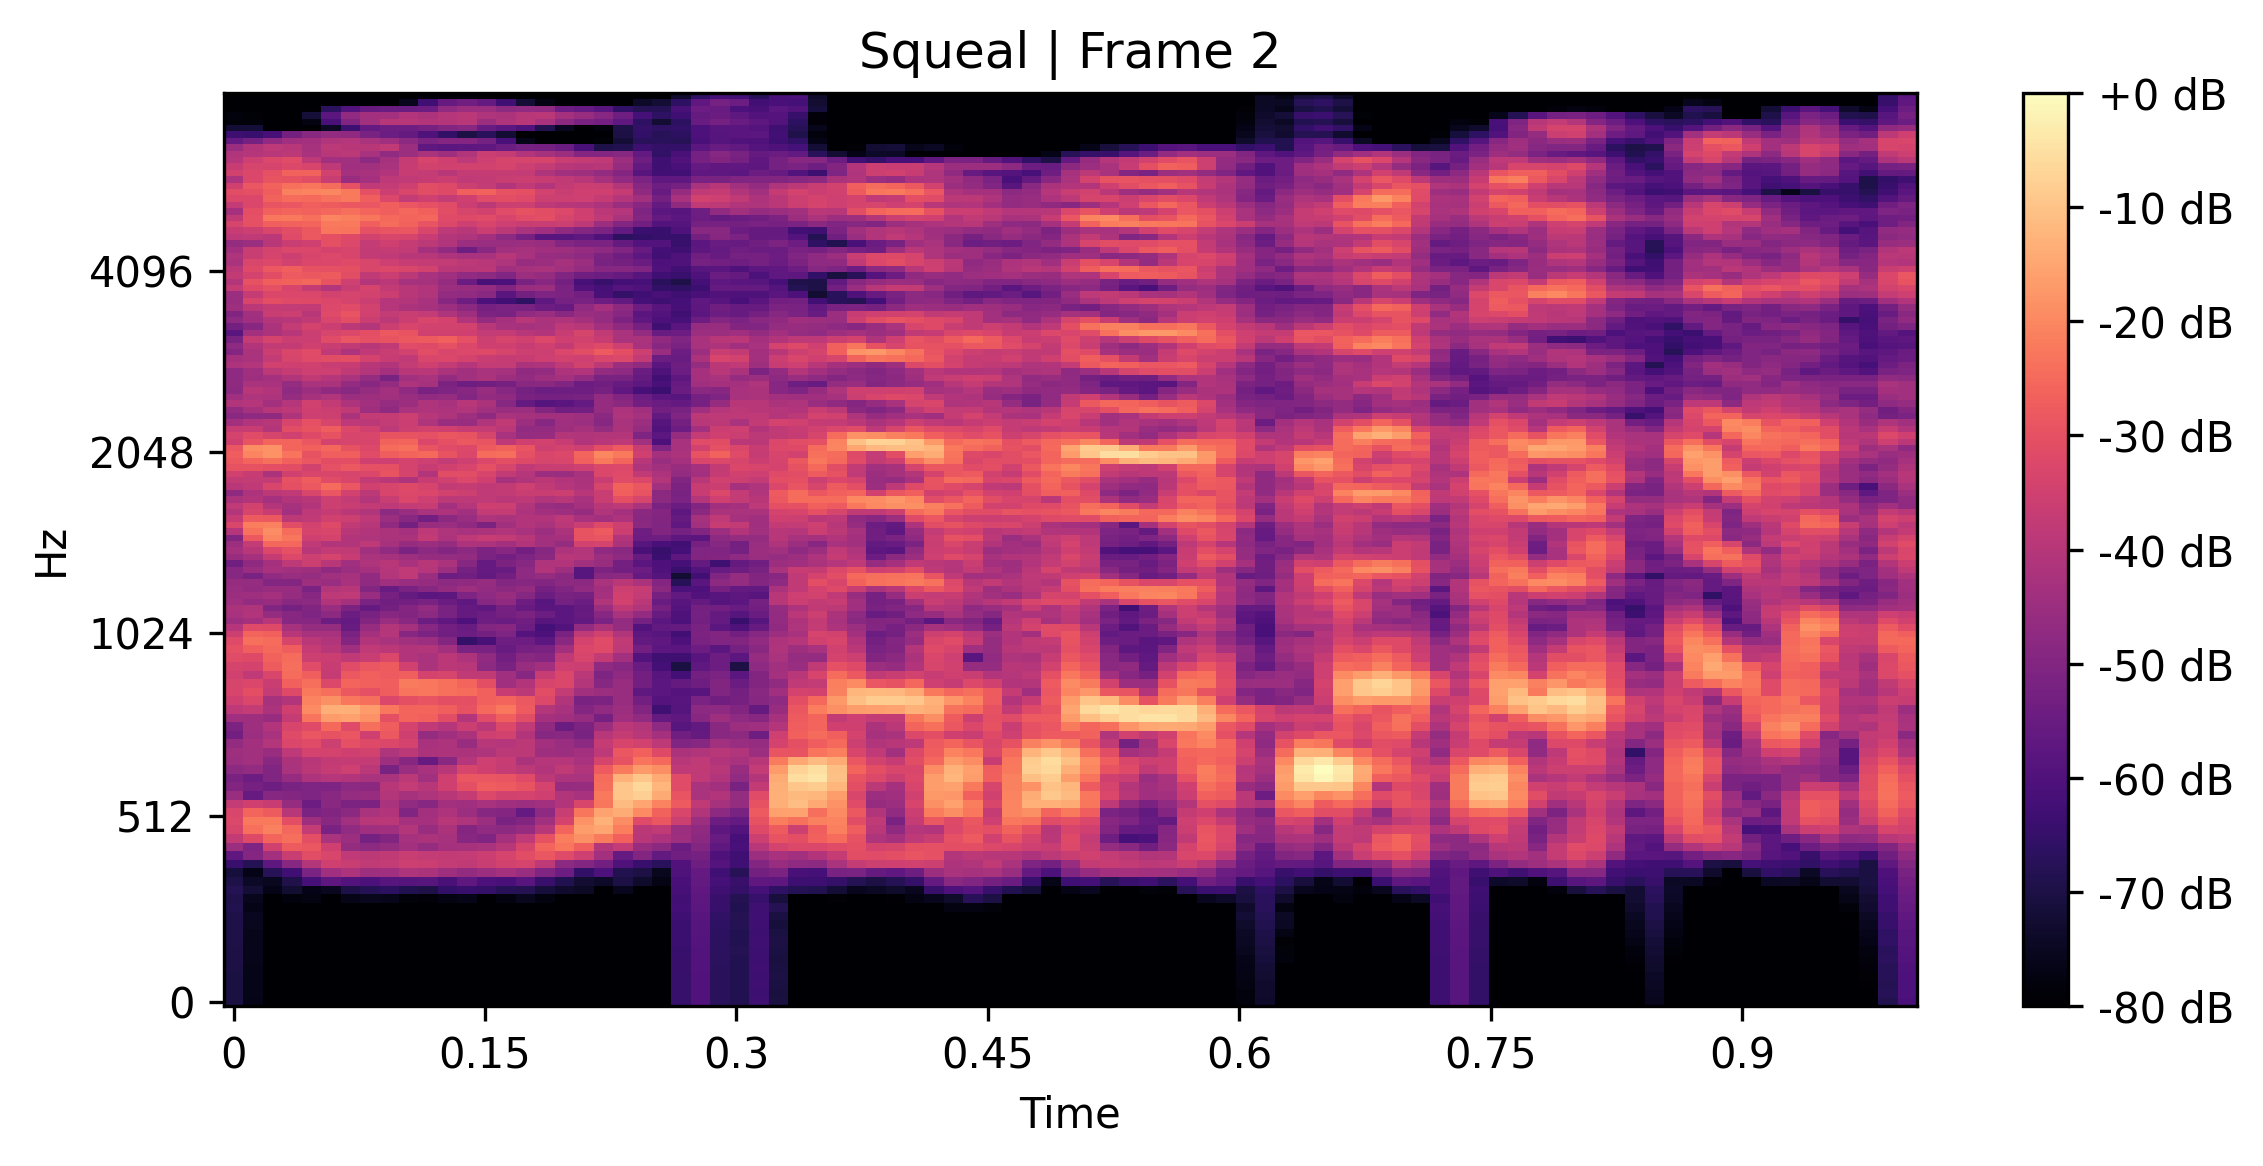 Squeal | Frame 2
+0 dB
-10 dB
-20 dB
-30 dB
-40 dB
-50 dB
-60 dB
-70 dB
-80 dB
4096
2048
1024
512
0
Hz
0 0.15 0.3 0.45 0.6 0.75 0.9
Time